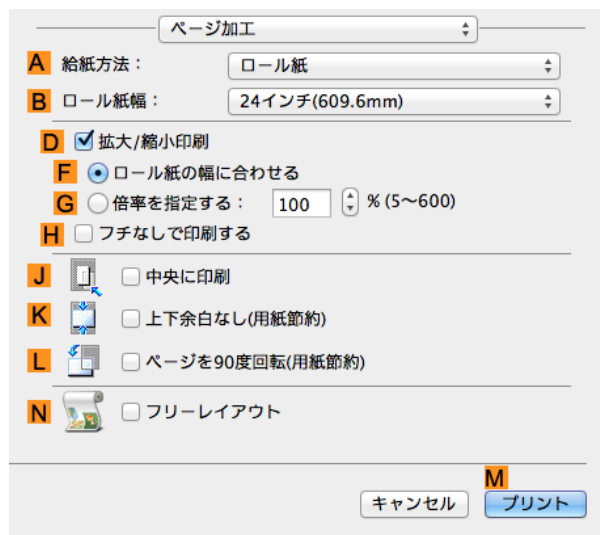 ページ加工
A 給紙方法： ロール紙
B ロール紙幅： 24インチ(609.6mm)
D 拡大/縮小印刷
F ロール紙の幅に合わせる
G 倍率を指定する： 100 % (5～600)
H フチなしで印刷する
J 中央に印刷
K 上下余白なし(用紙節約)
L ページを90度回転(用紙節約)
N フリーレイアウト
M
キャンセル プリント